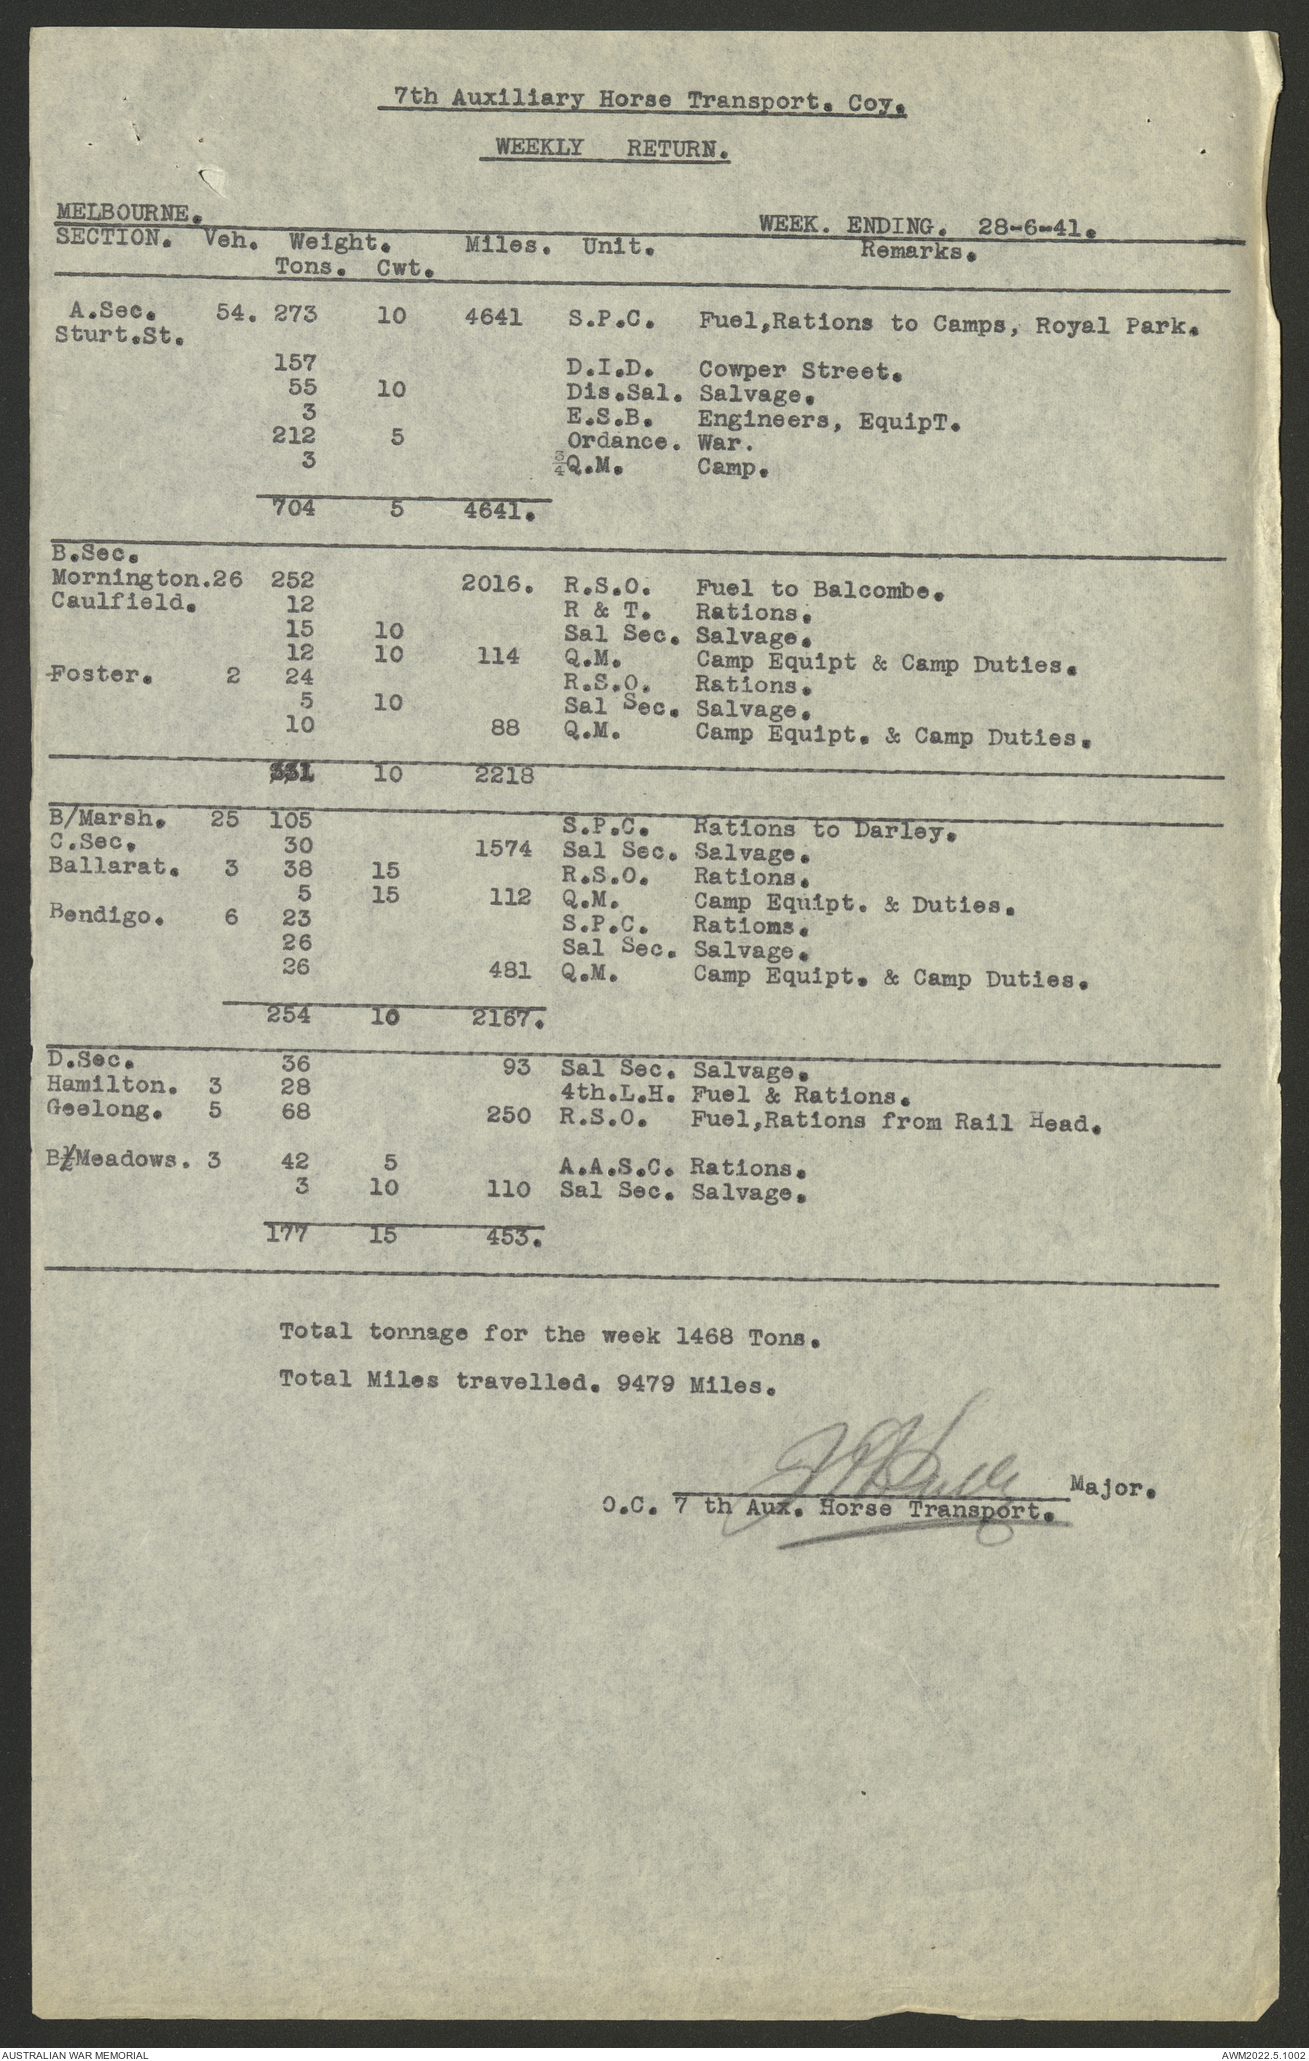 7th Auxiliary Horse Transport. Coy.
WEEKLY RETURN.
MELBOURNE. WEEK. ENDING. 28-6-41.
SECTION. Veh. Weight. Miles. Unit. Remarks.
Tons. Cwt.
A.Sec. 54. 273 10 4641 S.P.C. Fuel,Rations to Camps, Royal Park.
Sturt.St.
157 D.I.D. Cowper Street.
55 10 Dis.Sal. Salvage.
3 E.S.B. Engineers, EquipT.
212 5 Ordance. War.
3 ¾Q.M. Camp.
704 5 4641.
B.Sec.
Mornington.26 252 2016. R.S.O. Fuel to Balcombe.
Caulfield. 12 R & T. Rations.
15 10 Sal Sec. Salvage.
12 10 114 Q.M. Camp Equipt & Camp Duties.
Foster. 2 24 R.S.O. Rations.
5 10 Sal Sec. Salvage.
10 88 Q.M. Camp Equipt. & Camp Duties.
331 10 2218
B/Marsh. 25 105 S.P.C. Rations to Darley.
C.Sec. 30 1574 Sal Sec. Salvage.
Ballarat. 3 38 15 R.S.O. Rations.
5 15 112 Q.M. Camp Equipt. & Duties.
Bendigo. 6 23 S.P.C. Rations.
26 Sal Sec. Salvage.
26 481 Q.M. Camp Equipt. & Camp Duties.
254 10 2167.
D.Sec. 36 93 Sal Sec. Salvage.
Hamilton. 3 28 4th.L.H. Fuel & Rations.
Geelong. 5 68 250 R.S.O. Fuel,Rations from Rail Head.
B/Meadows. 3 42 5 A.A.S.C. Rations.
3 10 110 Sal Sec. Salvage.
177 15 453.
Total tonnage for the week 1468 Tons.
Total Miles travelled. 9479 Miles.
Major.
O.C. 7 th Aux. Horse Transport.
AUSTRALIAN WAR MEMORIAL AWM2022.5.1002